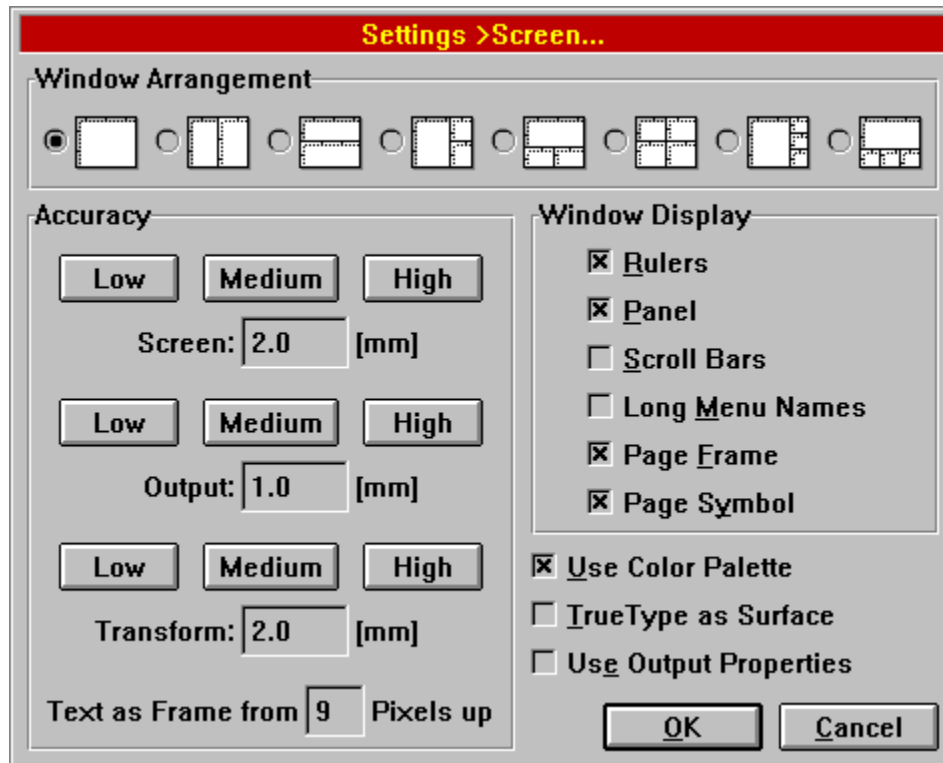 Settings >Screen...
Window Arrangement
Accuracy
Low Medium High
Screen: 2.0 [mm]
Low Medium High
Output: 1.0 [mm]
Low Medium High
Transform: 2.0 [mm]
Text as Frame from 9 Pixels up
Window Display
Rulers
Panel
Scroll Bars
Long Menu Names
Page Frame
Page Symbol
Use Color Palette
TrueType as Surface
Use Output Properties
OK Cancel